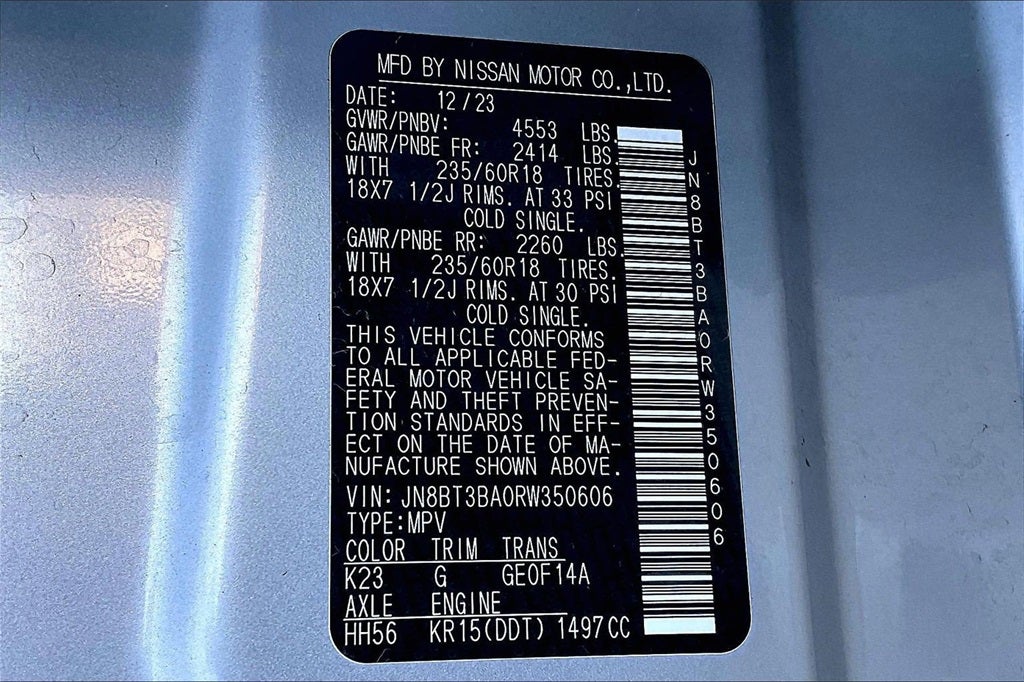 MFD BY NISSAN MOTOR CO.,LTD.
DATE: 12/23
GVWR/PNBV: 4553 LBS.
GAWR/PNBE FR: 2414 LBS.
WITH 235/60R18 TIRES.
18X7 1/2J RIMS. AT 33 PSI
COLD SINGLE.
GAWR/PNBE RR: 2260 LBS.
WITH 235/60R18 TIRES.
18X7 1/2J RIMS. AT 30 PSI
COLD SINGLE.
THIS VEHICLE CONFORMS
TO ALL APPLICABLE FED-
ERAL MOTOR VEHICLE SA-
FETY AND THEFT PREVEN-
TION STANDARDS IN EFF-
ECT ON THE DATE OF MA-
NUFACTURE SHOWN ABOVE.
VIN: JN8BT3BA0RW350606
TYPE:MPV
COLOR TRIM TRANS
K23 G GE0F14A
AXLE ENGINE
HH56 KR15(DDT) 1497CC
JN8BT3BA0RW350606